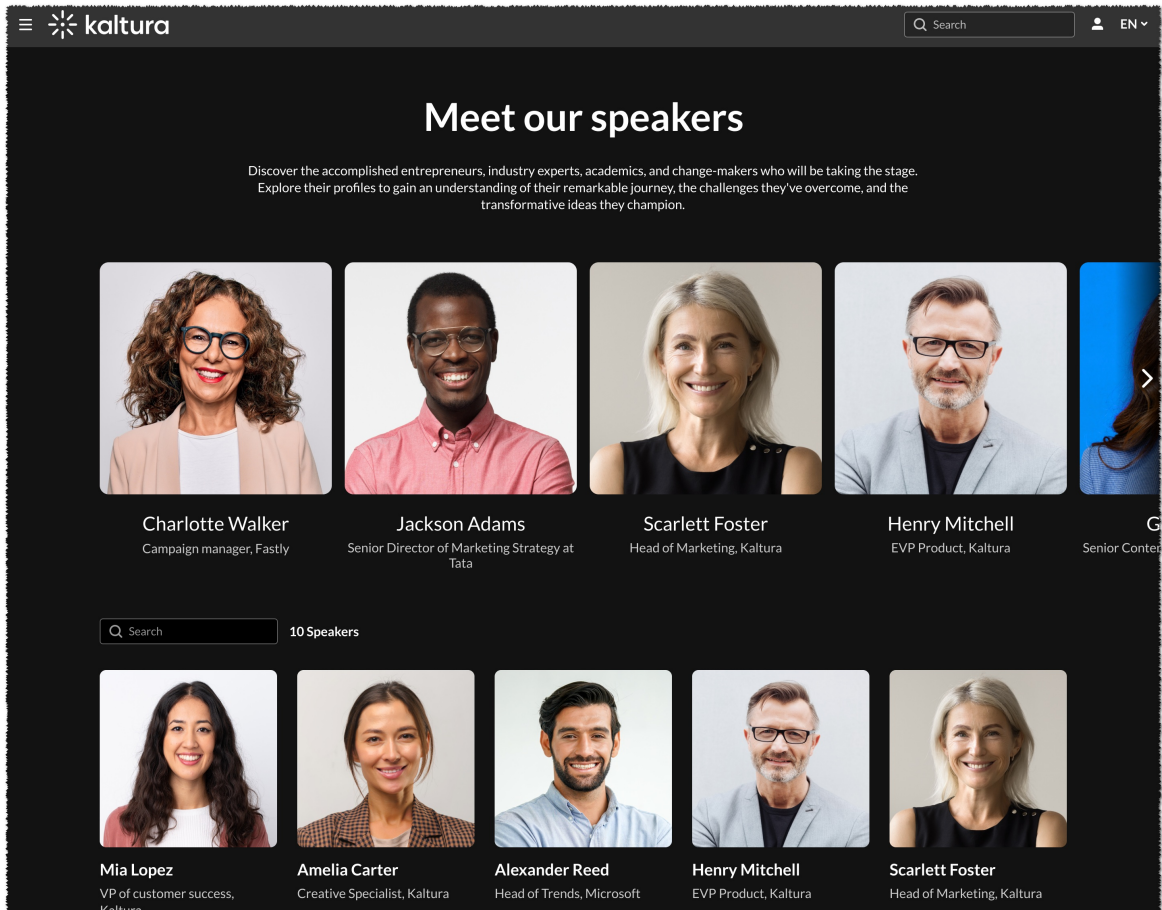 kaltura
Search
EN
Meet our speakers
Discover the accomplished entrepreneurs, industry experts, academics, and change-makers who will be taking the stage.
Explore their profiles to gain an understanding of their remarkable journey, the challenges they've overcome, and the
transformative ideas they champion.
Charlotte Walker
Campaign manager, Fastly
Jackson Adams
Senior Director of Marketing Strategy at
Tata
Scarlett Foster
Head of Marketing, Kaltura
Henry Mitchell
EVP Product, Kaltura
G
Senior Conte
Search
10 Speakers
Mia Lopez
VP of customer success,
Kaltura
Amelia Carter
Creative Specialist, Kaltura
Alexander Reed
Head of Trends, Microsoft
Henry Mitchell
EVP Product, Kaltura
Scarlett Foster
Head of Marketing, Kaltura